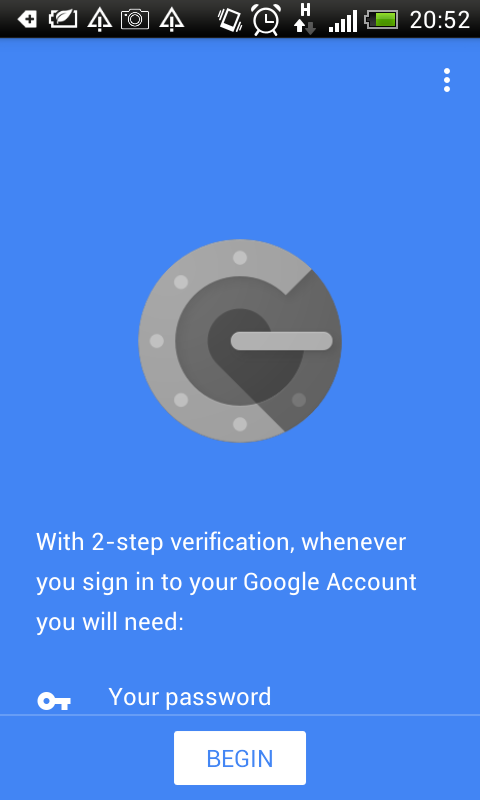 H
20:52
With 2-step verification, whenever
you sign in to your Google Account
you will need:
Your password
BEGIN